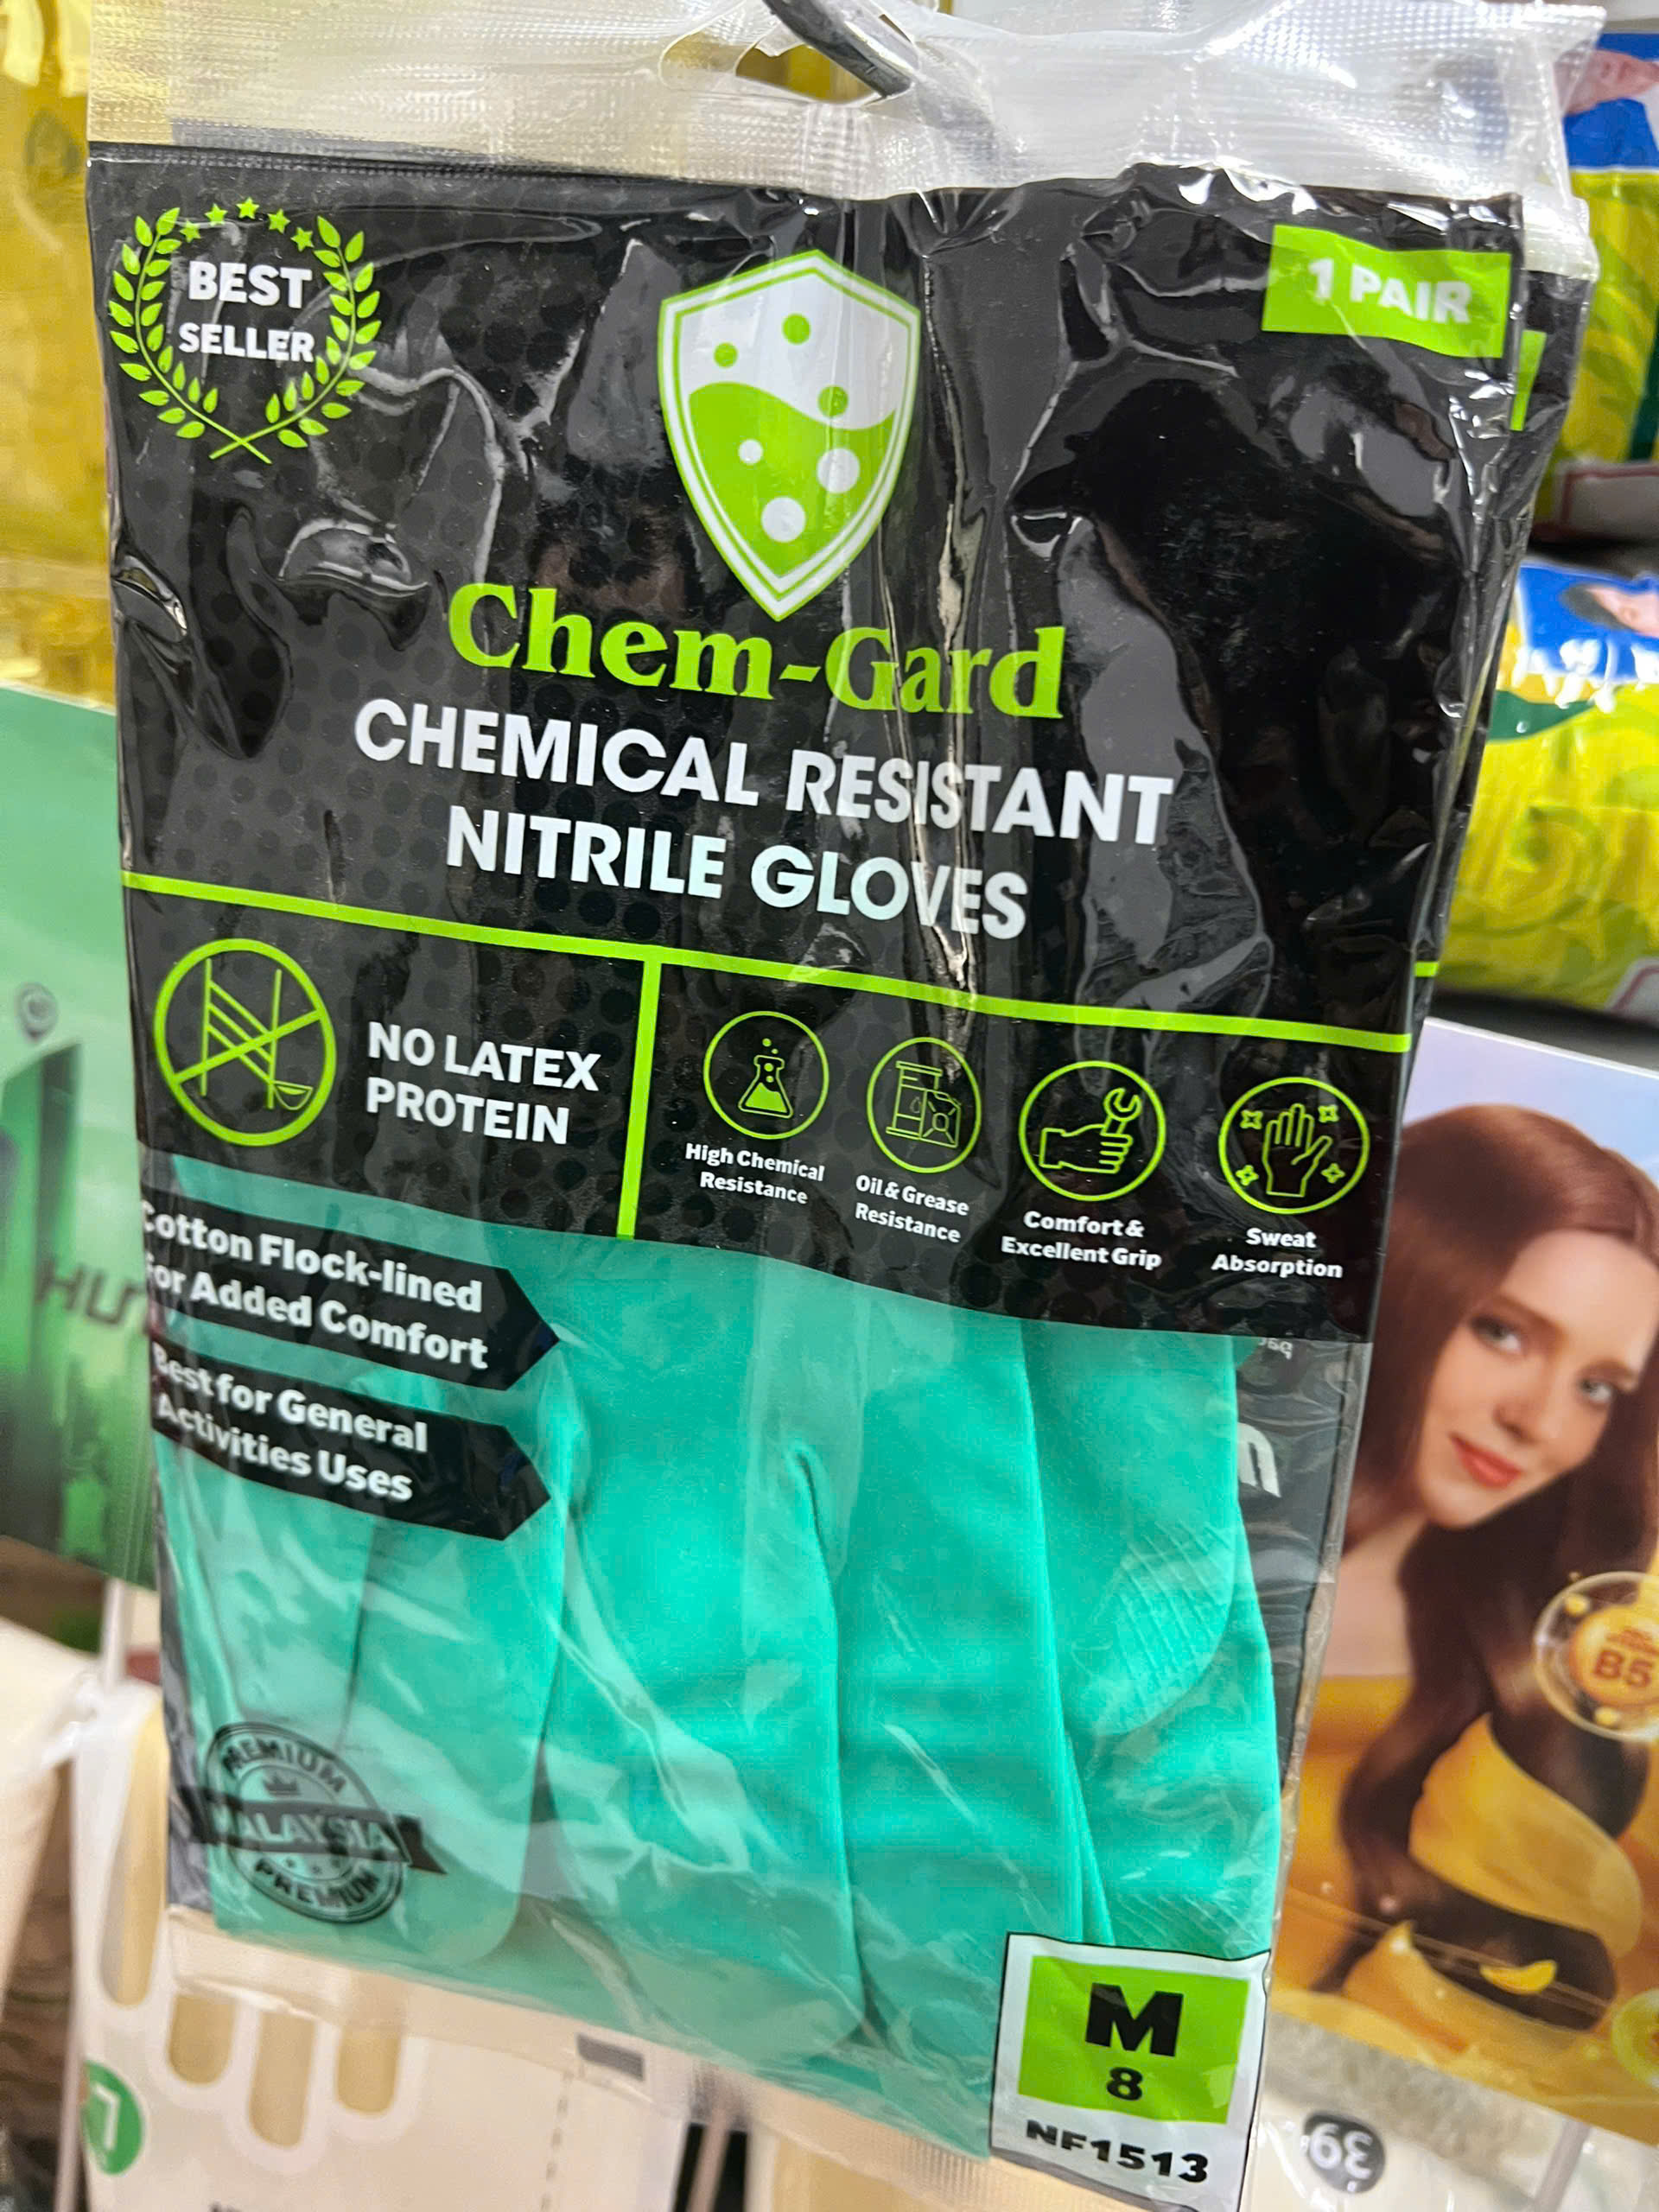 BEST
SELLER
1 PAIR
Chem-Gard
CHEMICAL RESISTANT
NITRILE GLOVES
NO LATEX
PROTEIN
High Chemical
Resistance
Oil & Grease
Resistance
Comfort &
Excellent Grip
Sweat
Absorption
Cotton Flock-lined
For Added Comfort
Best for General
Activities Uses
PREMIUM
MALAYSIA
PREMIUM
M
8
NF1513
B5